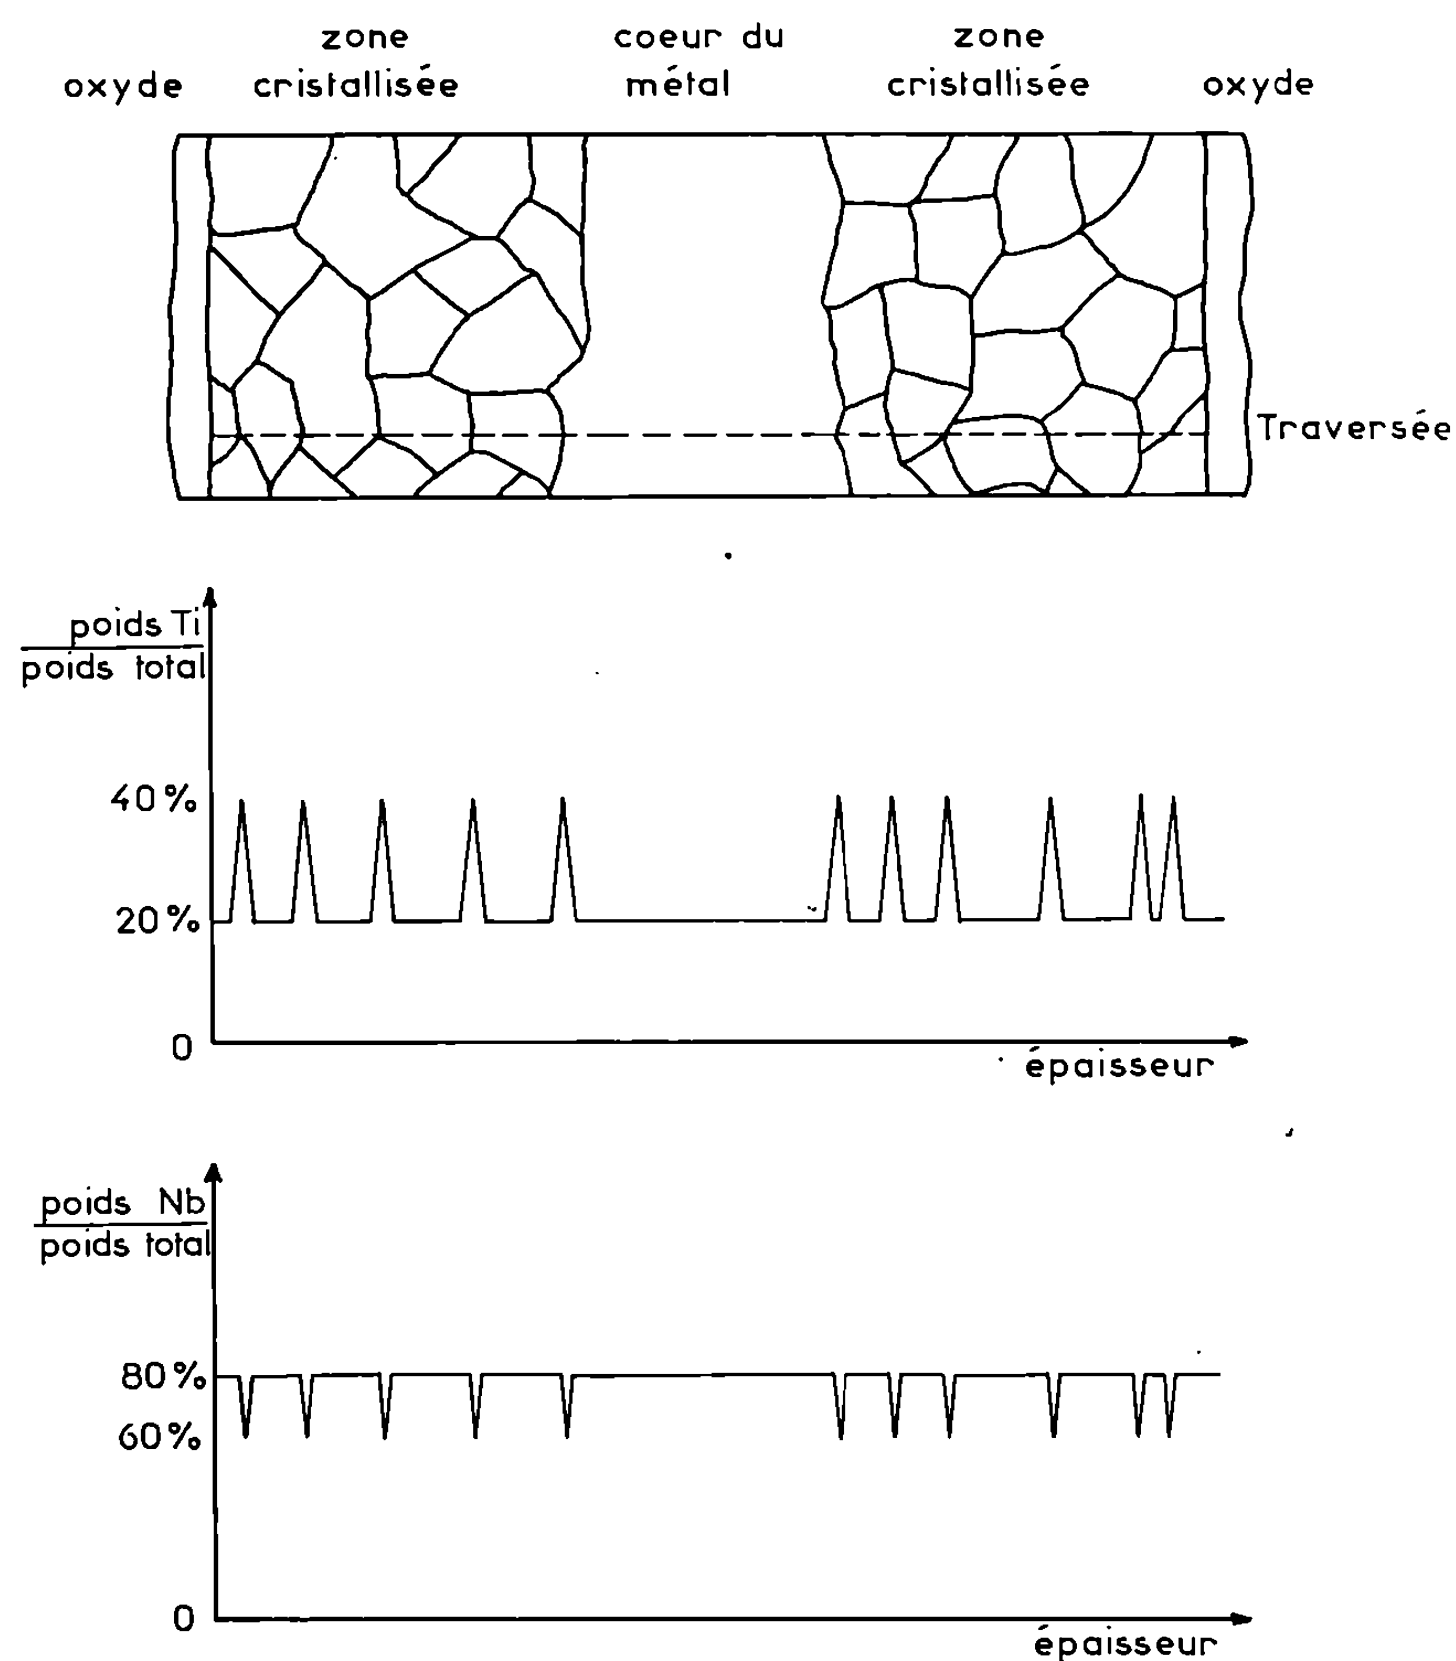 oxyde
zone
cristallisée
coeur du
métal
zone
cristallisée
oxyde
Traversée
poids Ti
poids total
40%
20%
0
épaisseur
poids Nb
poids total
80%
60%
0
épaisseur